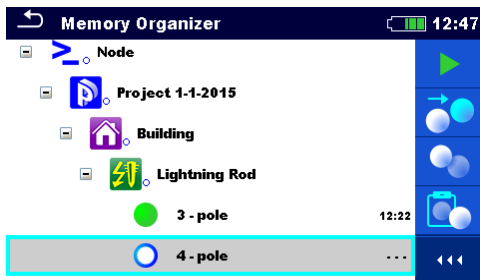 Memory Organizer 12:47
Node
Project 1-1-2015
Building
Lightning Rod
3 - pole 12:22
4 - pole ---